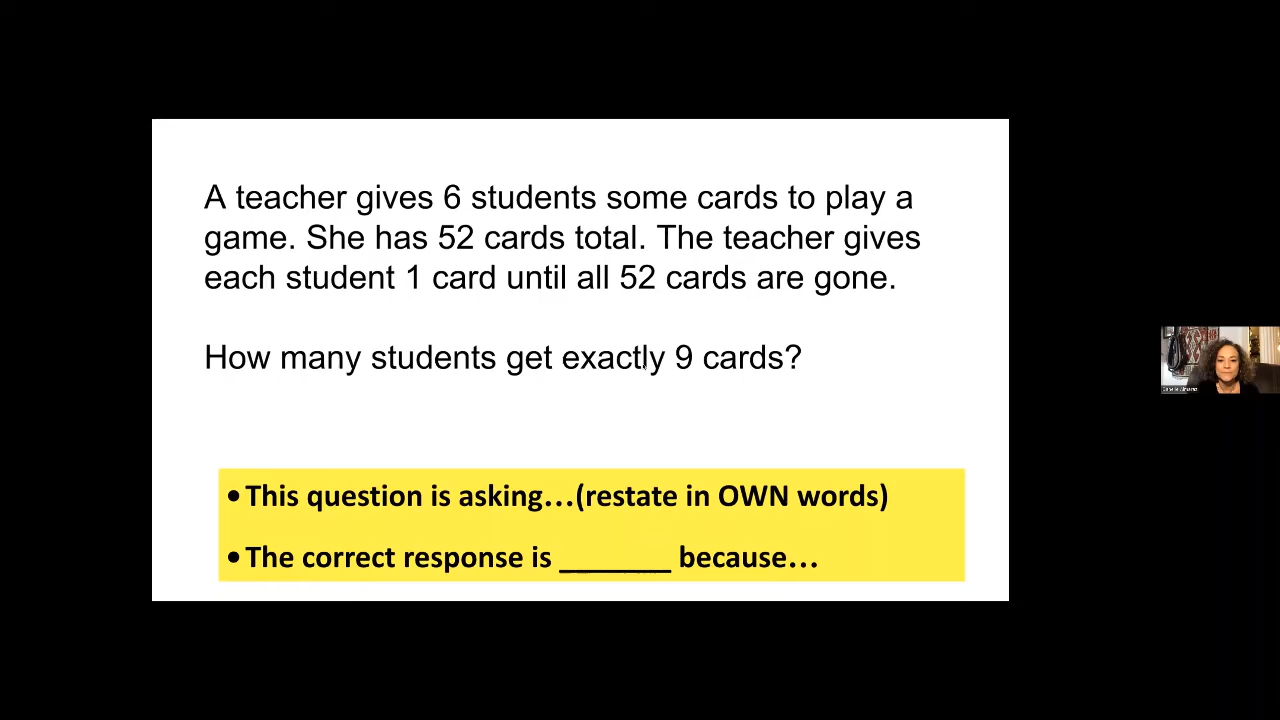 A teacher gives 6 students some cards to play a
game. She has 52 cards total. The teacher gives
each student 1 card until all 52 cards are gone.
How many students get exactly 9 cards?
•This question is asking…(restate in OWN words)
•The correct response is _______ because…